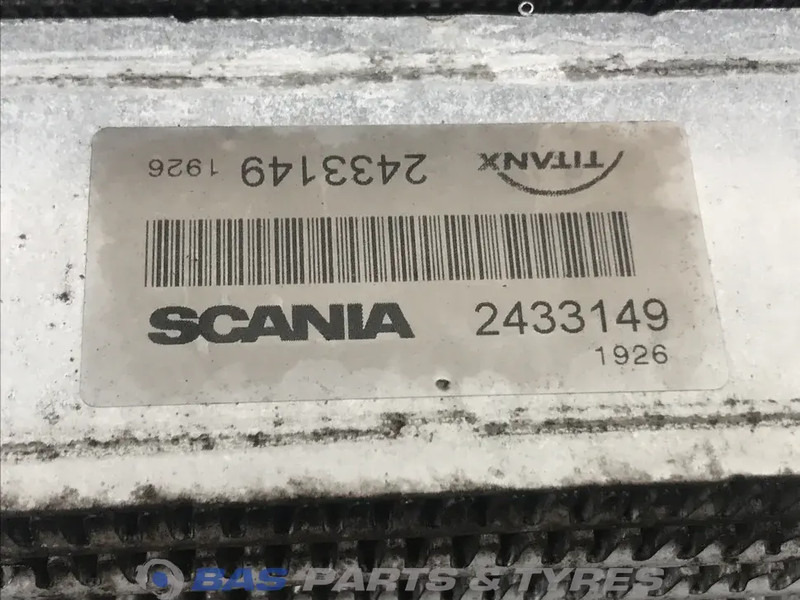 TITANX 2433149 1926
SCANIA 2433149
1926
BAS PARTS & TYRES